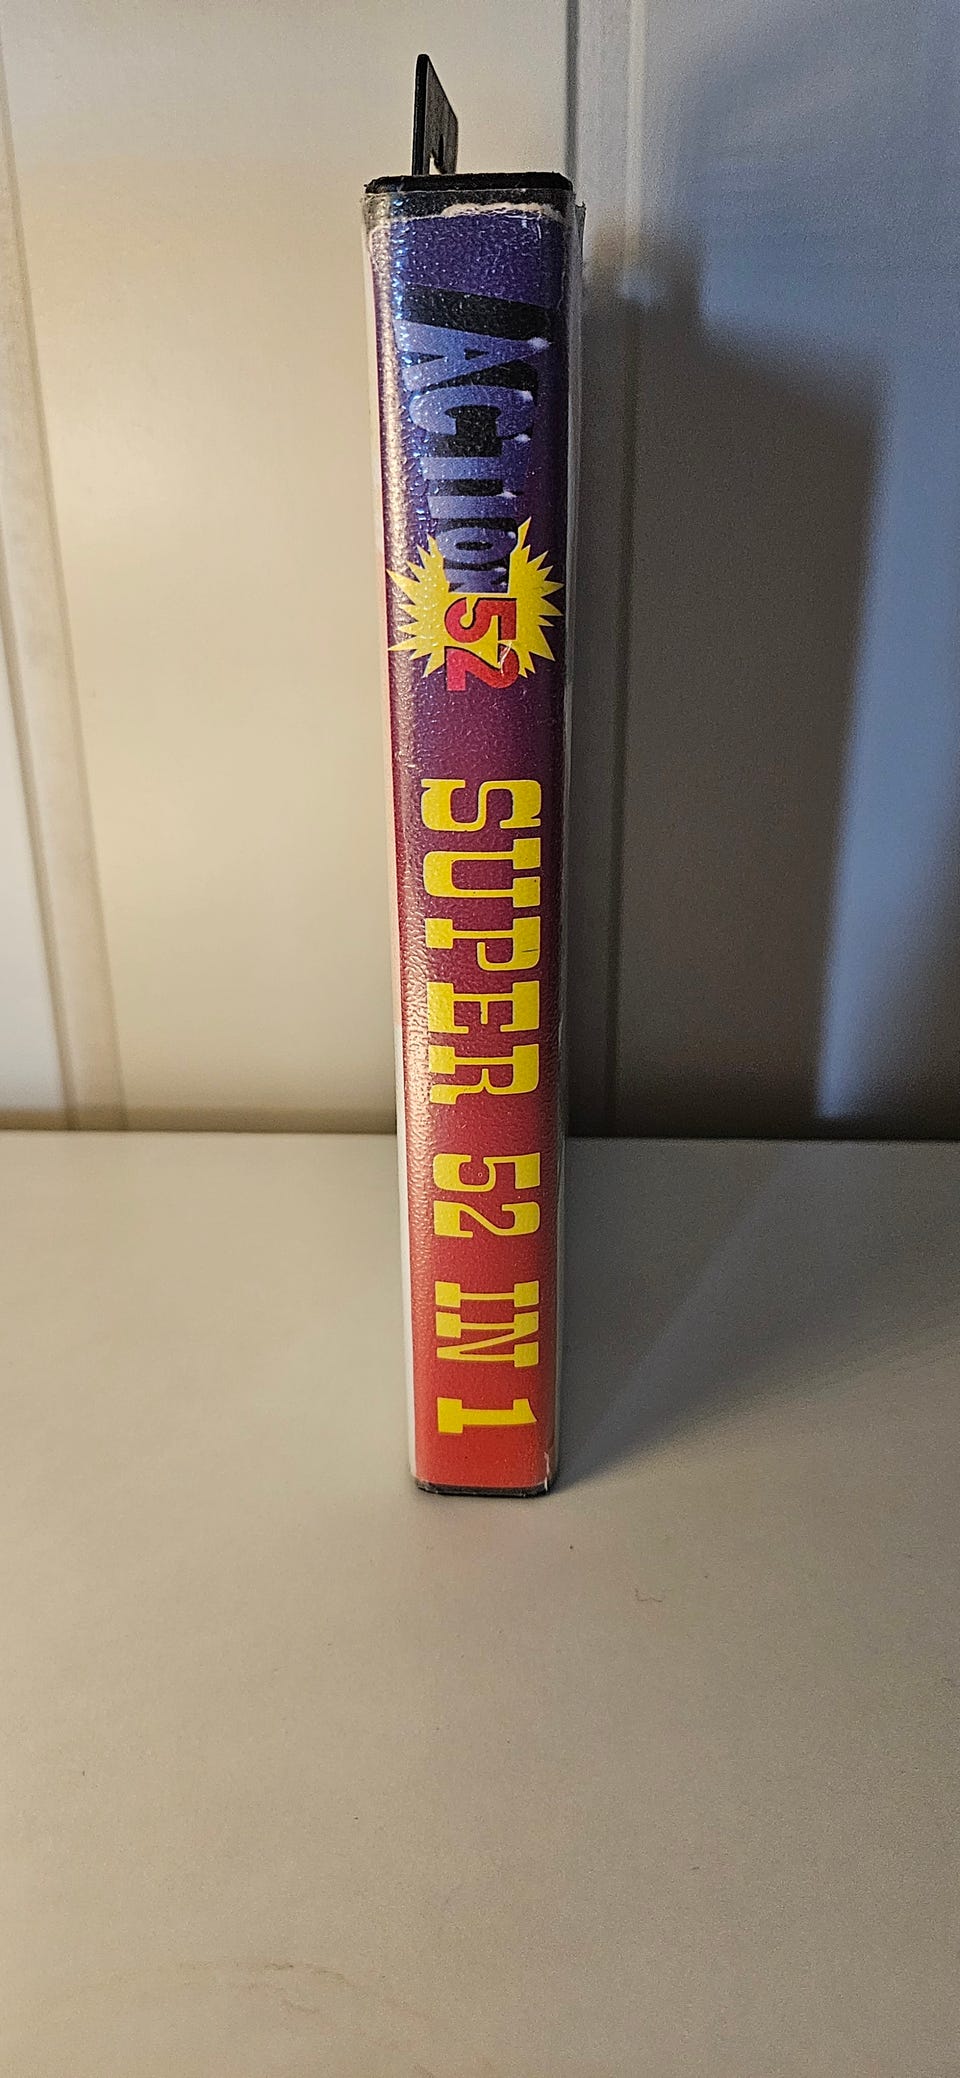 ACTION 52
SUPER 52 IN 1